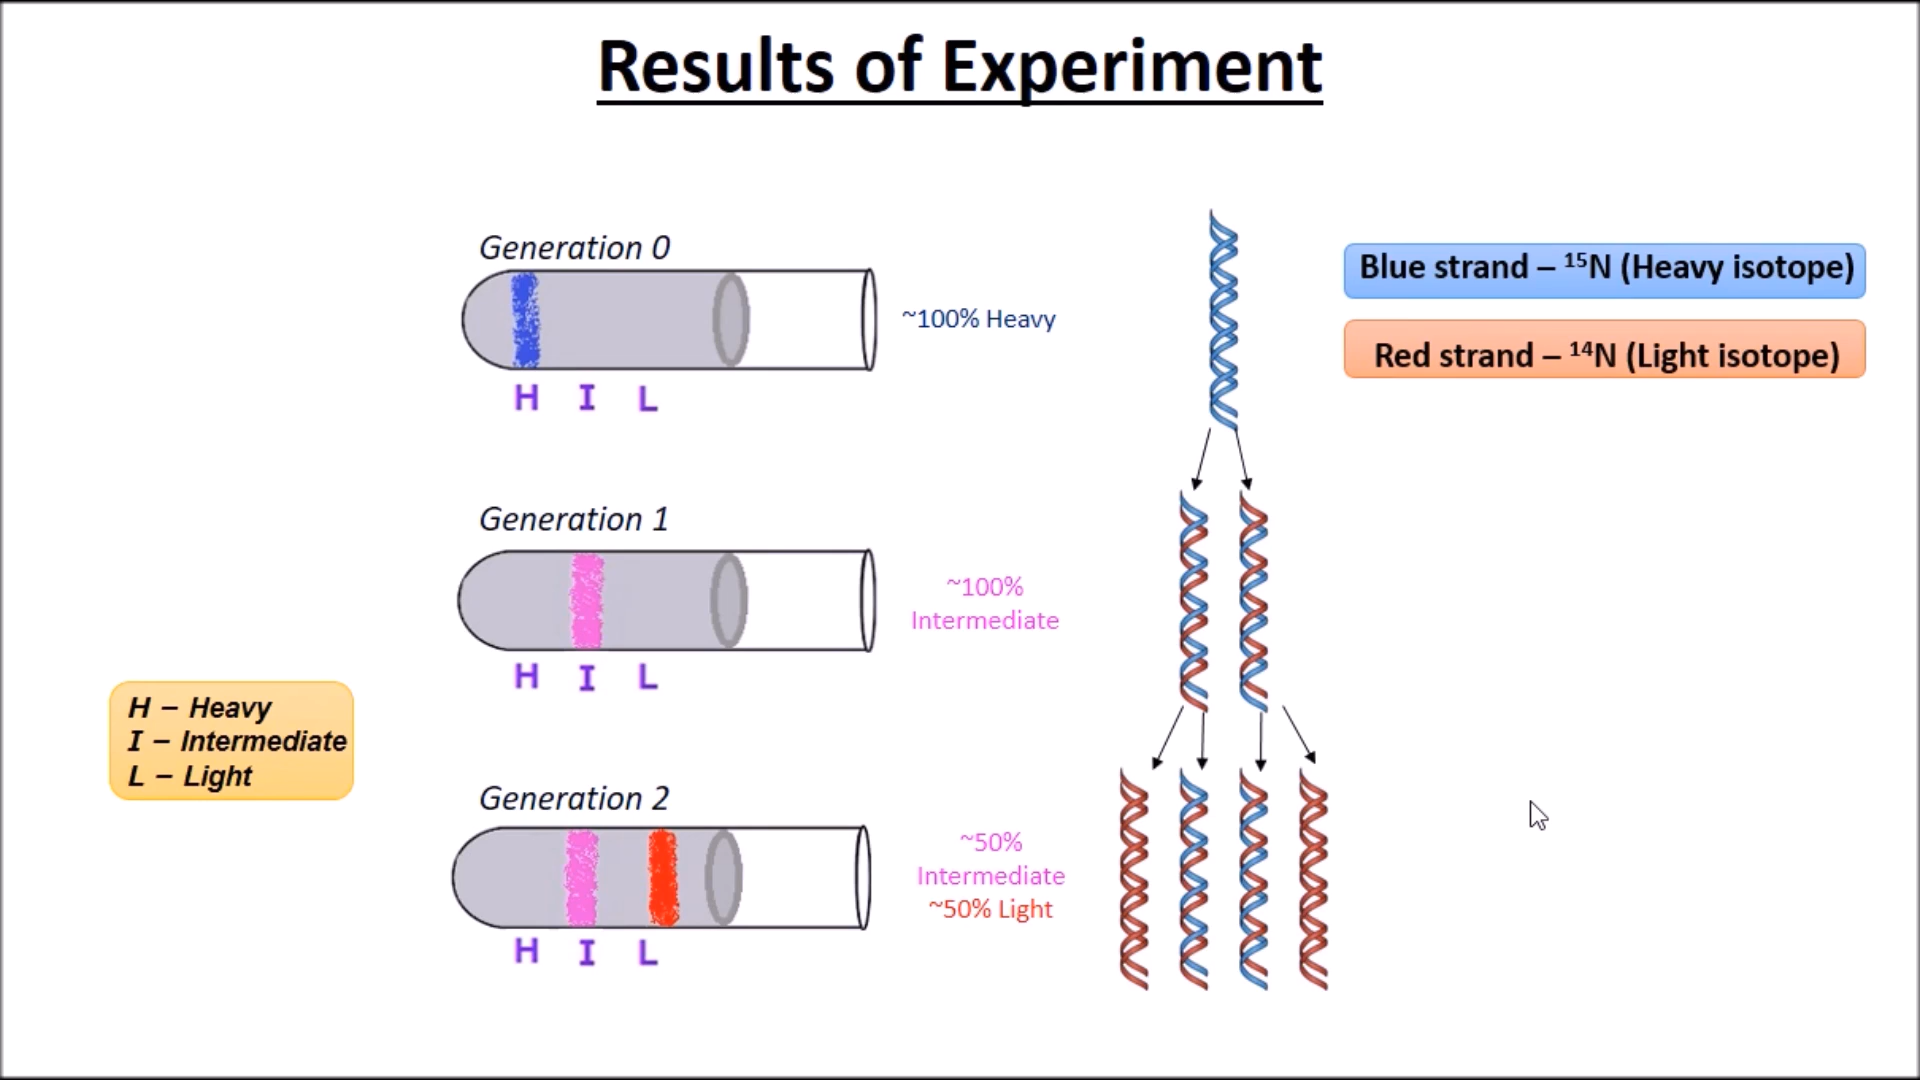 Results of Experiment
Generation 0
~100% Heavy
H I L
Blue strand – ¹⁵N (Heavy isotope)
Red strand – ¹⁴N (Light isotope)
Generation 1
~100%
Intermediate
H I L
H – Heavy
I – Intermediate
L – Light
Generation 2
~50%
Intermediate
~50% Light
H I L